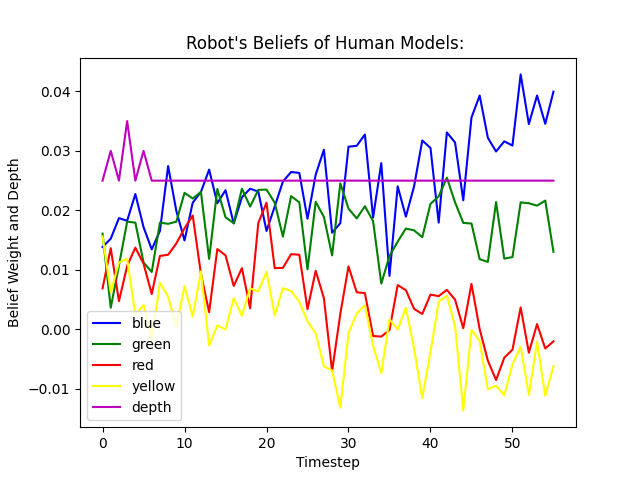 Robot's Beliefs of Human Models:
Belief Weight and Depth
0.04
0.03
0.02
0.01
0.00
−0.01
blue
green
red
yellow
depth
0 10 20 30 40 50
Timestep